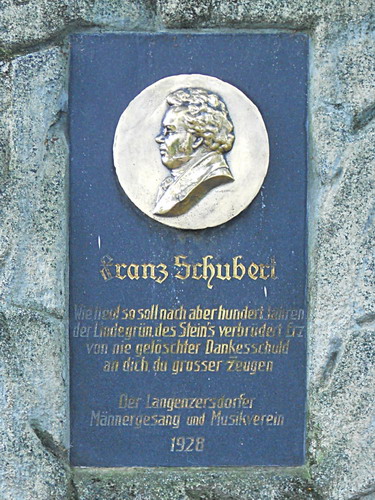 Franz Schubert
Wie heut so soll nach aber hundert Jahren
der Lindegrün, des Stein's verbrüdert Erz
von nie gelöschter Dankesschuld
an dich, du grosser zeugen
Der Langenzersdorfer
Männergesang und Musikverein
1928